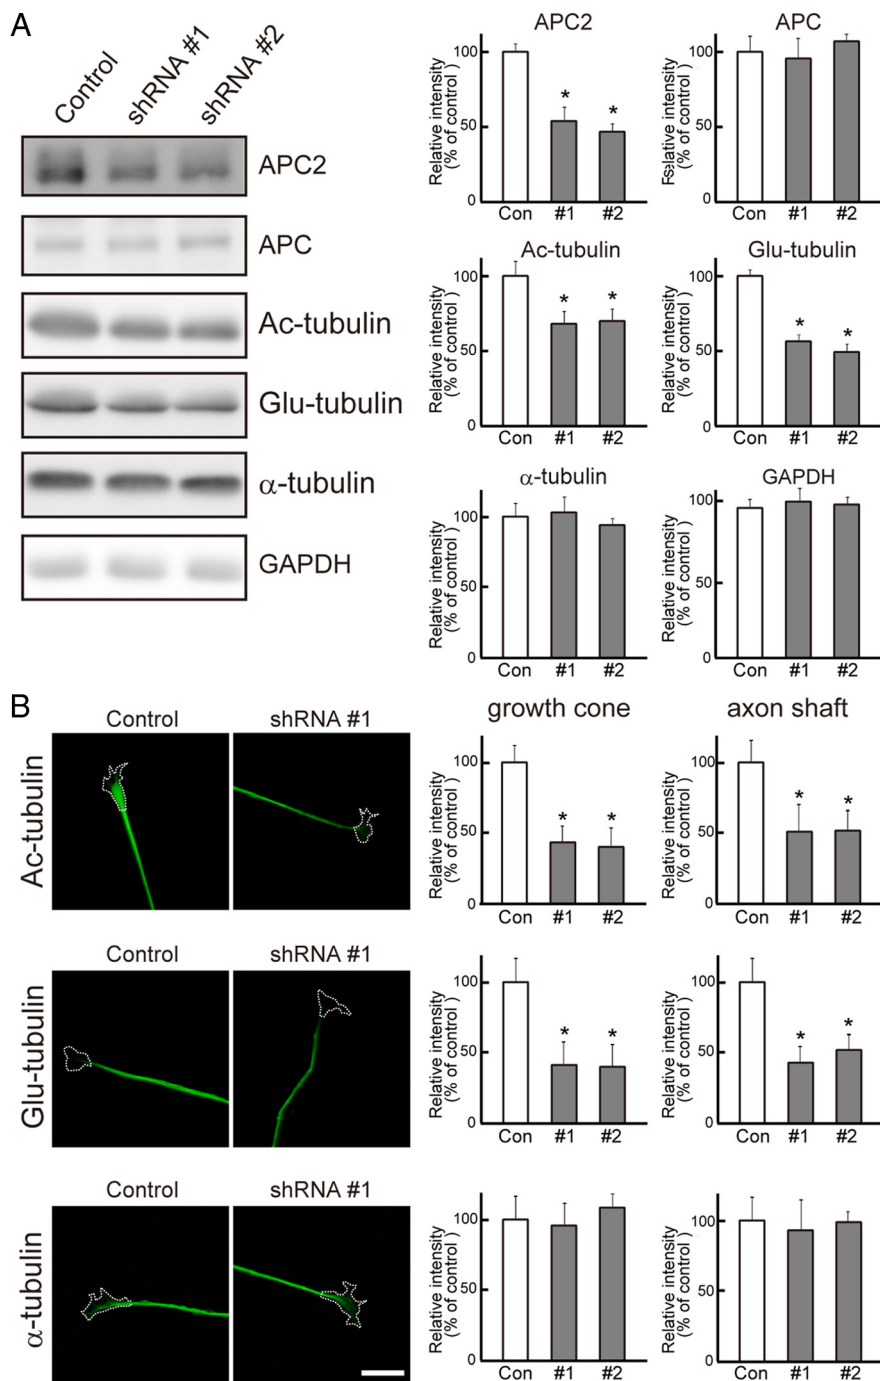 A
Control
shRNA #1
shRNA #2
APC2
APC
Ac-tubulin
Glu-tubulin
α-tubulin
GAPDH
APC2
Relative intensity
(% of control )
100
50
0
Con #1 #2
* *
APC
Relative intensity
(% of control )
100
50
0
Con #1 #2
Ac-tubulin
Relative intensity
(% of control )
100
50
0
Con #1 #2
* *
Glu-tubulin
Relative intensity
(% of control )
100
50
0
Con #1 #2
* *
α-tubulin
Relative intensity
(% of control )
100
50
0
Con #1 #2
GAPDH
Relative intensity
(% of control )
100
50
0
Con #1 #2
B
Control shRNA #1
Ac-tubulin
growth cone
Relative intensity
(% of control )
100
50
0
Con #1 #2
* *
axon shaft
Relative intensity
(% of control )
100
50
0
Con #1 #2
* *
Control shRNA #1
Glu-tubulin
Relative intensity
(% of control )
100
50
0
Con #1 #2
* *
Relative intensity
(% of control )
100
50
0
Con #1 #2
* *
Control shRNA #1
α-tubulin
Relative intensity
(% of control )
100
50
0
Con #1 #2
Relative intensity
(% of control )
100
50
0
Con #1 #2